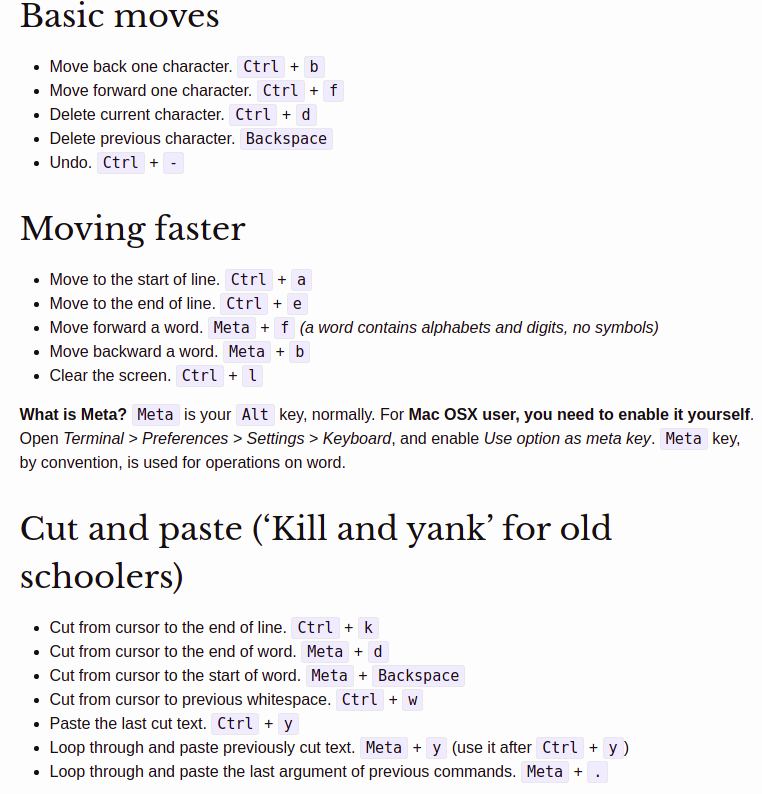 Basic moves
• Move back one character. Ctrl + b
• Move forward one character. Ctrl + f
• Delete current character. Ctrl + d
• Delete previous character. Backspace
• Undo. Ctrl + -
Moving faster
• Move to the start of line. Ctrl + a
• Move to the end of line. Ctrl + e
• Move forward a word. Meta + f (a word contains alphabets and digits, no symbols)
• Move backward a word. Meta + b
• Clear the screen. Ctrl + l
What is Meta? Meta is your Alt key, normally. For Mac OSX user, you need to enable it yourself.
Open Terminal > Preferences > Settings > Keyboard, and enable Use option as meta key. Meta key,
by convention, is used for operations on word.
Cut and paste (‘Kill and yank’ for old
schoolers)
• Cut from cursor to the end of line. Ctrl + k
• Cut from cursor to the end of word. Meta + d
• Cut from cursor to the start of word. Meta + Backspace
• Cut from cursor to previous whitespace. Ctrl + w
• Paste the last cut text. Ctrl + y
• Loop through and paste previously cut text. Meta + y (use it after Ctrl + y )
• Loop through and paste the last argument of previous commands. Meta + .